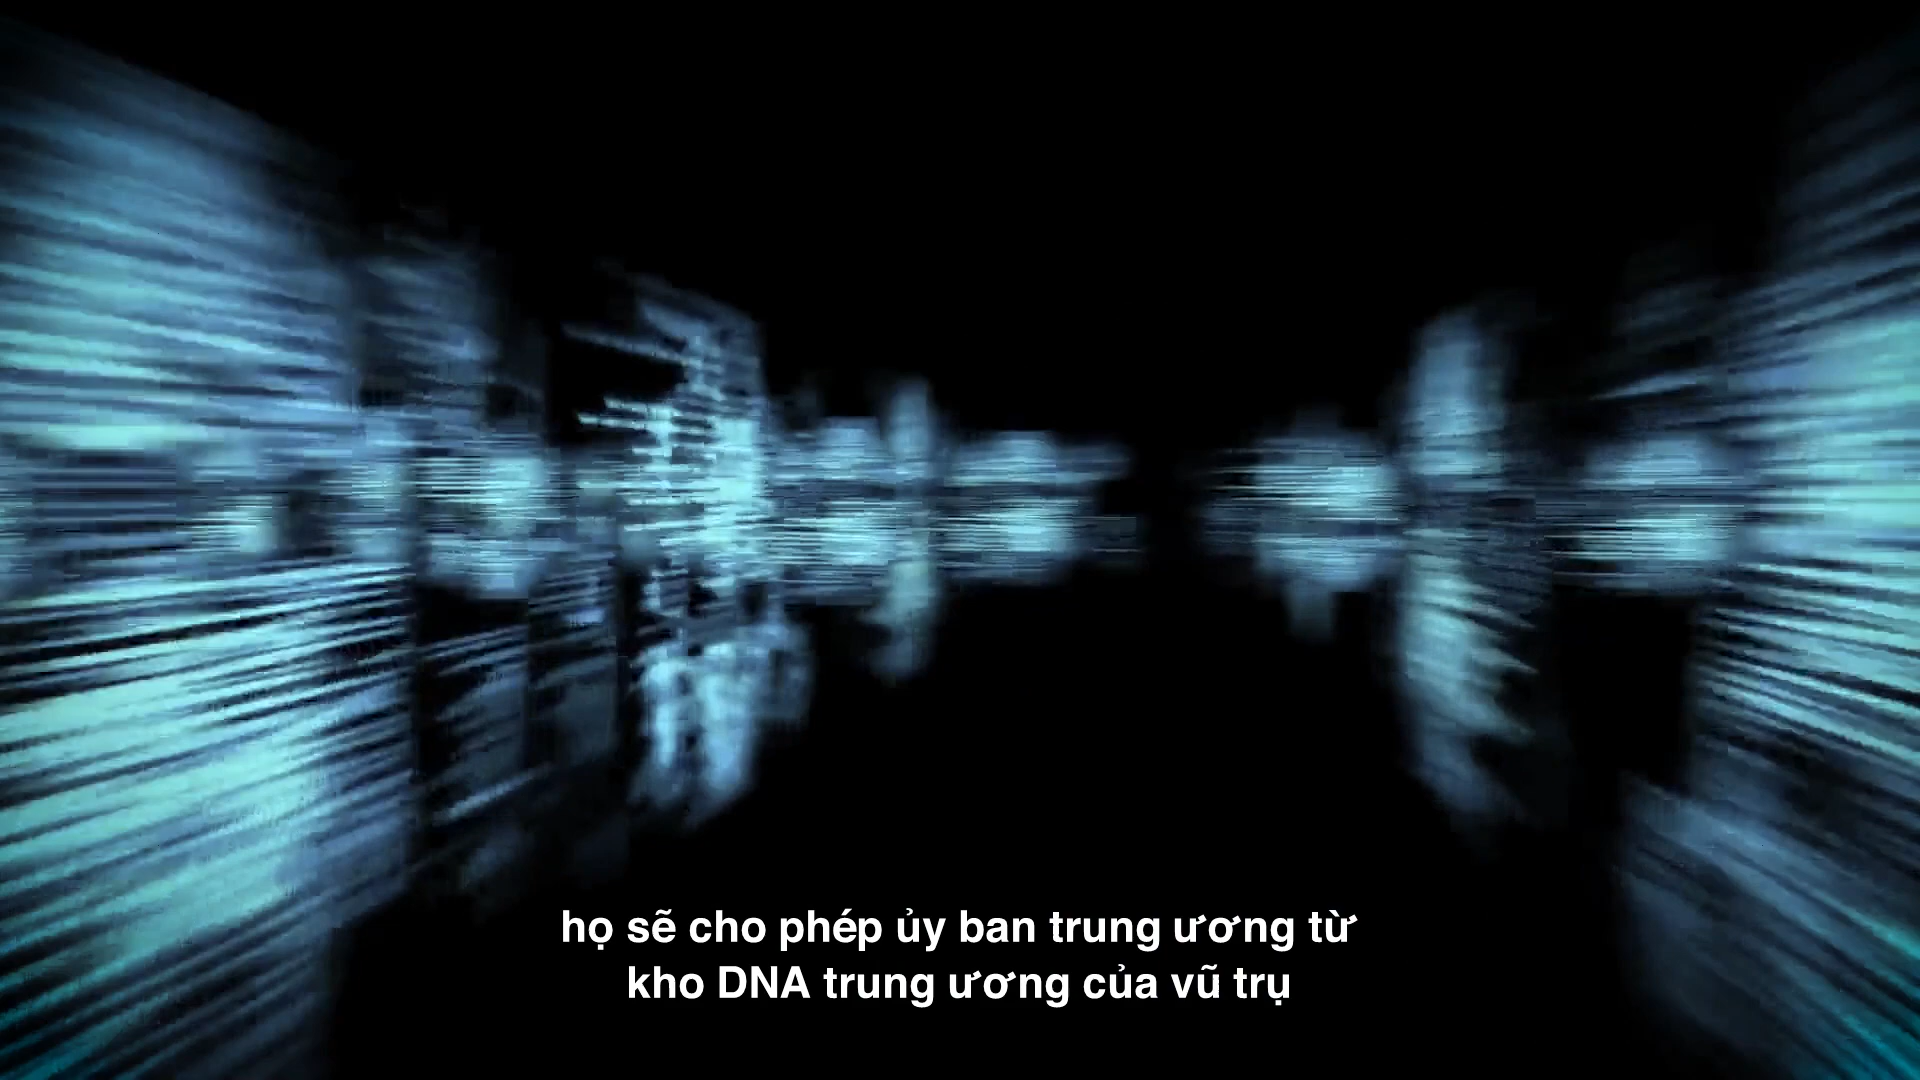 họ sẽ cho phép ủy ban trung ương từ
kho DNA trung ương của vũ trụ